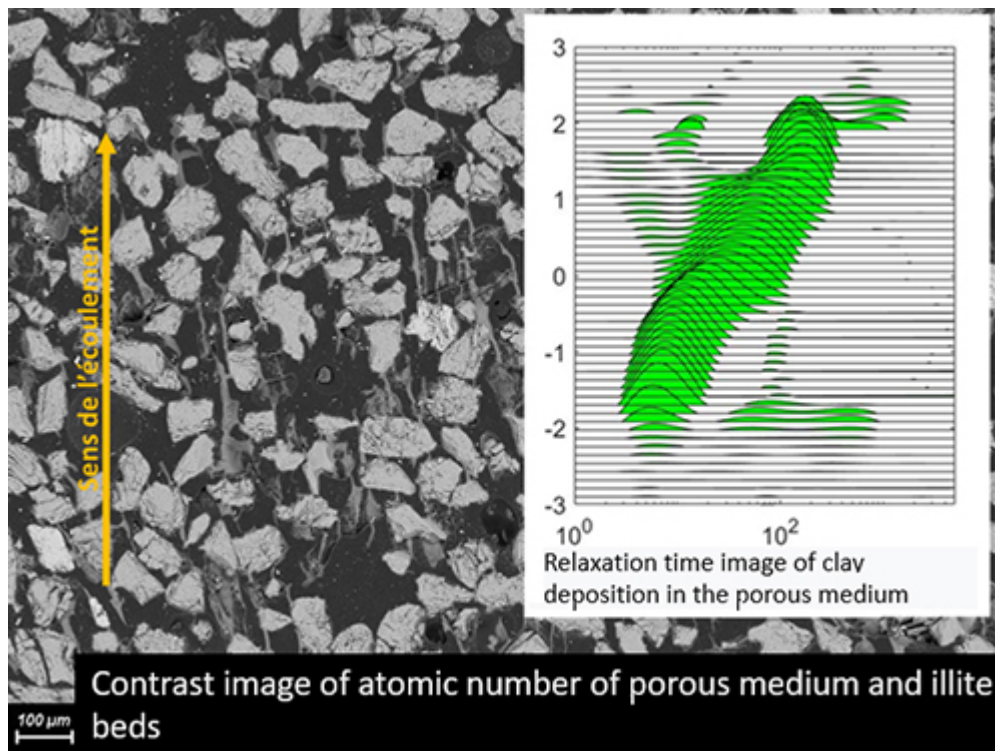 Sens de l'écoulement
3
2
1
0
-1
-2
-3
10⁰ 10²
Relaxation time image of clay
deposition in the porous medium
Contrast image of atomic number of porous medium and illite
beds
100 µm